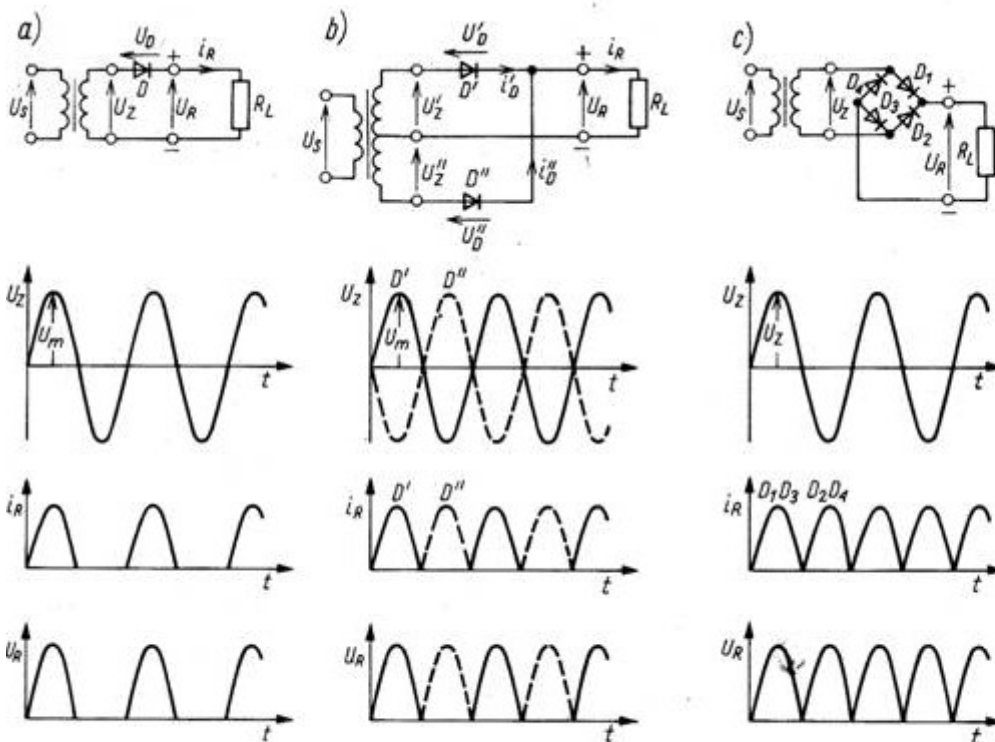 a)
U_D
i_R
D
+
U_S
U_Z
U_R
R_L
−
b)
U'_D
i'_D
D'
+
i_R
U_S
U'_Z
U_R
R_L
−
U''_Z
D''
i''_D
U''_D
c)
D_4
D_1
D_3
D_2
U_S
U_Z
+
U_R
R_L
−
U_Z
U_m
t
U_Z
D'
D''
U_m
t
U_Z
U_Z
t
i_R
t
i_R
D'
D''
t
i_R
D_1D_3
D_2D_4
t
U_R
t
U_R
t
U_R
t